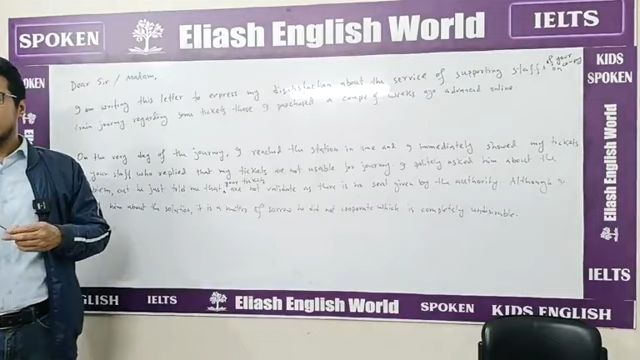 SPOKEN
Eliash English World
IELTS
KIDS
SPOKEN
Dear Sir / Madam,
I am writing this letter to express my dissatisfaction about the service of supporting staffs of your
train journey regarding some tickets those I purchased a couple of weeks ago advanced online.
On the very day of the journey, I reached the station in time and I immediately showed my tickets
your staff who replied that my tickets are not usable for journey. I politely asked him about the
but he just told me that your tickets are not validate as there is no seal given by the authority. Although I
him about the solution, it is a matter of sorrow he did not cooperate which is completely undesirable.
Eliash English World
IELTS
GLISH
IELTS
Eliash English World
SPOKEN
KIDS ENGLISH